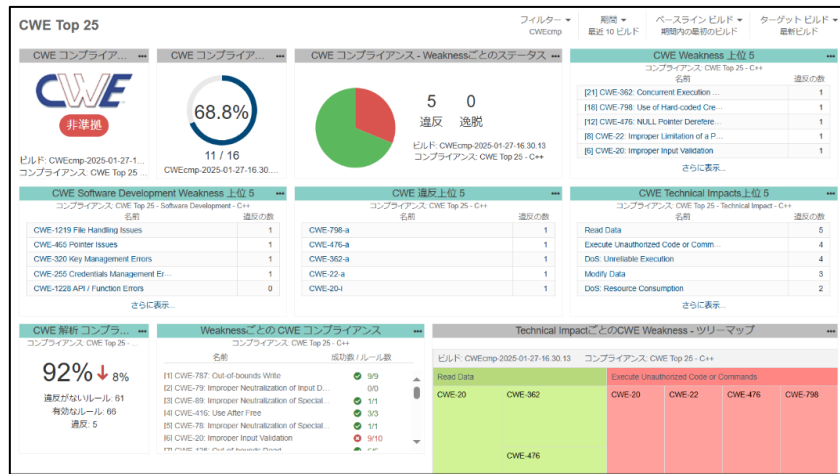 CWE Top 25
フィルター
CWEcmp
期間
最近 10 ビルド
ベースライン ビルド
期間内の最初のビルド
ターゲット ビルド
最新ビルド
CWE コンプライア... •••
CWE
非準拠
ビルド: CWEcmp-2025-01-27-1...
コンプライアンス: CWE Top 25 ...
CWE コンプライア... •••
68.8%
11 / 16
CWEcmp-2025-01-27-16.30....
CWE コンプライアンス - Weaknessごとのステータス •••
5 0
違反 逸脱
ビルド: CWEcmp-2025-01-27-16.30.13
コンプライアンス: CWE Top 25 - C++
CWE Weakness 上位 5 •••
コンプライアンス: CWE Top 25 - C++
名前 違反の数
[21] CWE-362: Concurrent Execution ... 1
[18] CWE-798: Use of Hard-coded Cre... 1
[12] CWE-476: NULL Pointer Derefere... 1
[8] CWE-22: Improper Limitation of a P... 1
[6] CWE-20: Improper Input Validation 1
さらに表示...
CWE Software Development Weakness 上位 5 •••
コンプライアンス: CWE Top 25 - Software Development - C++
名前 違反の数
CWE-1219 File Handling Issues 1
CWE-465 Pointer Issues 1
CWE-320 Key Management Errors 1
CWE-255 Credentials Management Er... 1
CWE-1228 API / Function Errors 0
さらに表示...
CWE 違反上位 5 •••
コンプライアンス: CWE Top 25 - C++
名前 違反の数
CWE-798-a 1
CWE-476-a 1
CWE-362-a 1
CWE-22-a 1
CWE-20-i 1
CWE Technical Impacts上位 5 •••
コンプライアンス: CWE Top 25 - Technical Impact - C++
名前 違反の数
Read Data 5
Execute Unauthorized Code or Comm... 4
DoS: Unreliable Execution 4
Modify Data 3
DoS: Resource Consumption 2
さらに表示...
CWE 解析 コンプラ... •••
コンプライアンス: CWE Top 25 - ...
92% 8%
違反がないルール: 61
有効なルール: 66
違反: 5
Weaknessごとの CWE コンプライアンス •••
コンプライアンス: CWE Top 25 - C++
名前 成功数 / ルール数
[1] CWE-787: Out-of-bounds Write 9/9
[2] CWE-79: Improper Neutralization of Input D... 0/0
[3] CWE-89: Improper Neutralization of Special... 1/1
[4] CWE-416: Use After Free 3/3
[5] CWE-78: Improper Neutralization of Special... 1/1
[6] CWE-20: Improper Input Validation 9/10
Technical ImpactごとのCWE Weakness - ツリーマップ •••
ビルド: CWEcmp-2025-01-27-16.30.13 コンプライアンス: CWE Top 25 - C++
Read Data Execute Unauthorized Code or Commands
CWE-20 CWE-362 CWE-20 CWE-22 CWE-476 CWE-798
CWE-476